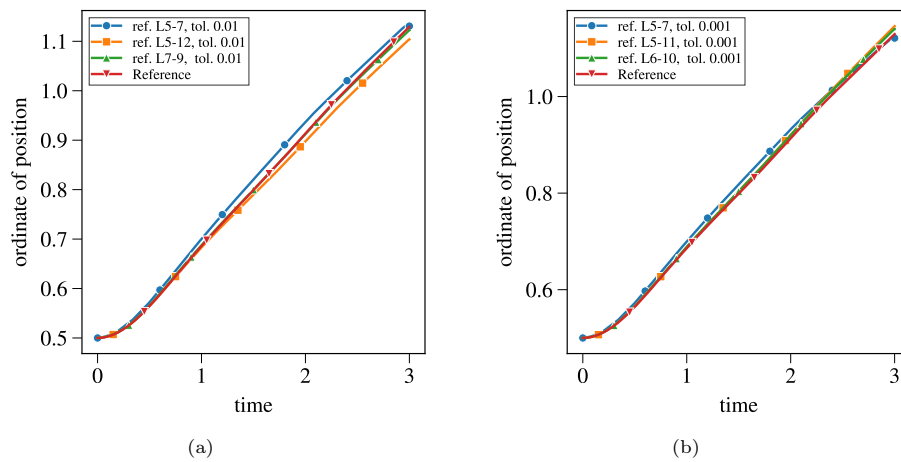 ref. L5-7, tol. 0.01
ref. L5-12, tol. 0.01
ref. L7-9, tol. 0.01
Reference
1.1
1.0
0.9
0.8
0.7
0.6
0.5
ordinate of position
0 1 2 3
time
(a)
ref. L5-7, tol. 0.001
ref. L5-11, tol. 0.001
ref. L6-10, tol. 0.001
Reference
1.0
0.8
0.6
ordinate of position
0 1 2 3
time
(b)